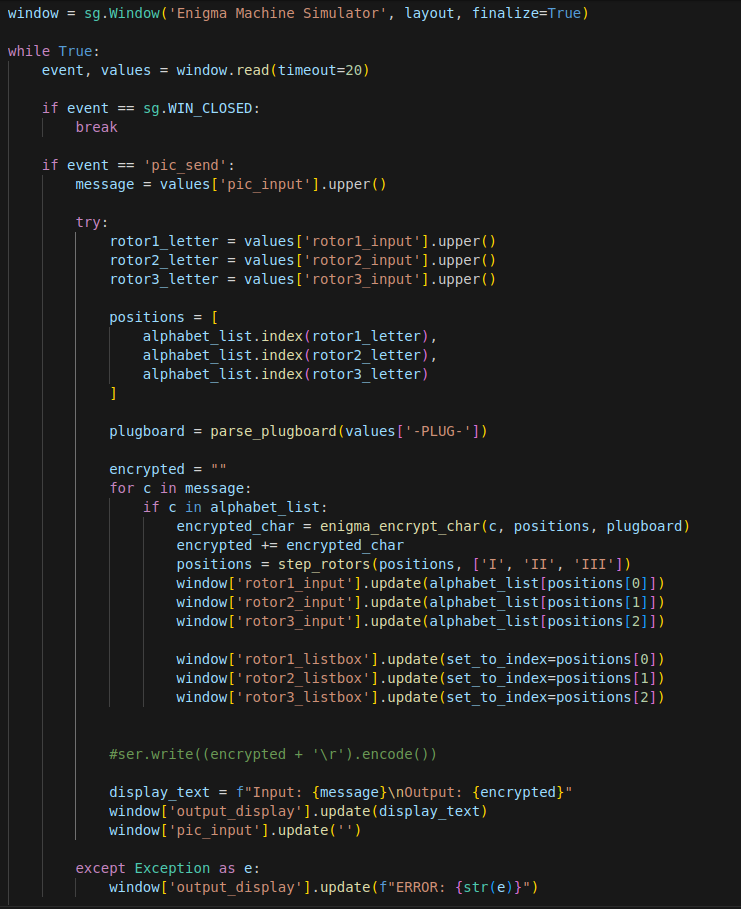 window = sg.Window('Enigma Machine Simulator', layout, finalize=True)
while True:
event, values = window.read(timeout=20)
if event == sg.WIN_CLOSED:
break
if event == 'pic_send':
message = values['pic_input'].upper()
try:
rotor1_letter = values['rotor1_input'].upper()
rotor2_letter = values['rotor2_input'].upper()
rotor3_letter = values['rotor3_input'].upper()
positions = [
alphabet_list.index(rotor1_letter),
alphabet_list.index(rotor2_letter),
alphabet_list.index(rotor3_letter)
]
plugboard = parse_plugboard(values['-PLUG-'])
encrypted = ""
for c in message:
if c in alphabet_list:
encrypted_char = enigma_encrypt_char(c, positions, plugboard)
encrypted += encrypted_char
positions = step_rotors(positions, ['I', 'II', 'III'])
window['rotor1_input'].update(alphabet_list[positions[0]])
window['rotor2_input'].update(alphabet_list[positions[1]])
window['rotor3_input'].update(alphabet_list[positions[2]])
window['rotor1_listbox'].update(set_to_index=positions[0])
window['rotor2_listbox'].update(set_to_index=positions[1])
window['rotor3_listbox'].update(set_to_index=positions[2])
#ser.write((encrypted + '\r').encode())
display_text = f"Input: {message}\nOutput: {encrypted}"
window['output_display'].update(display_text)
window['pic_input'].update('')
except Exception as e:
window['output_display'].update(f"ERROR: {str(e)}")